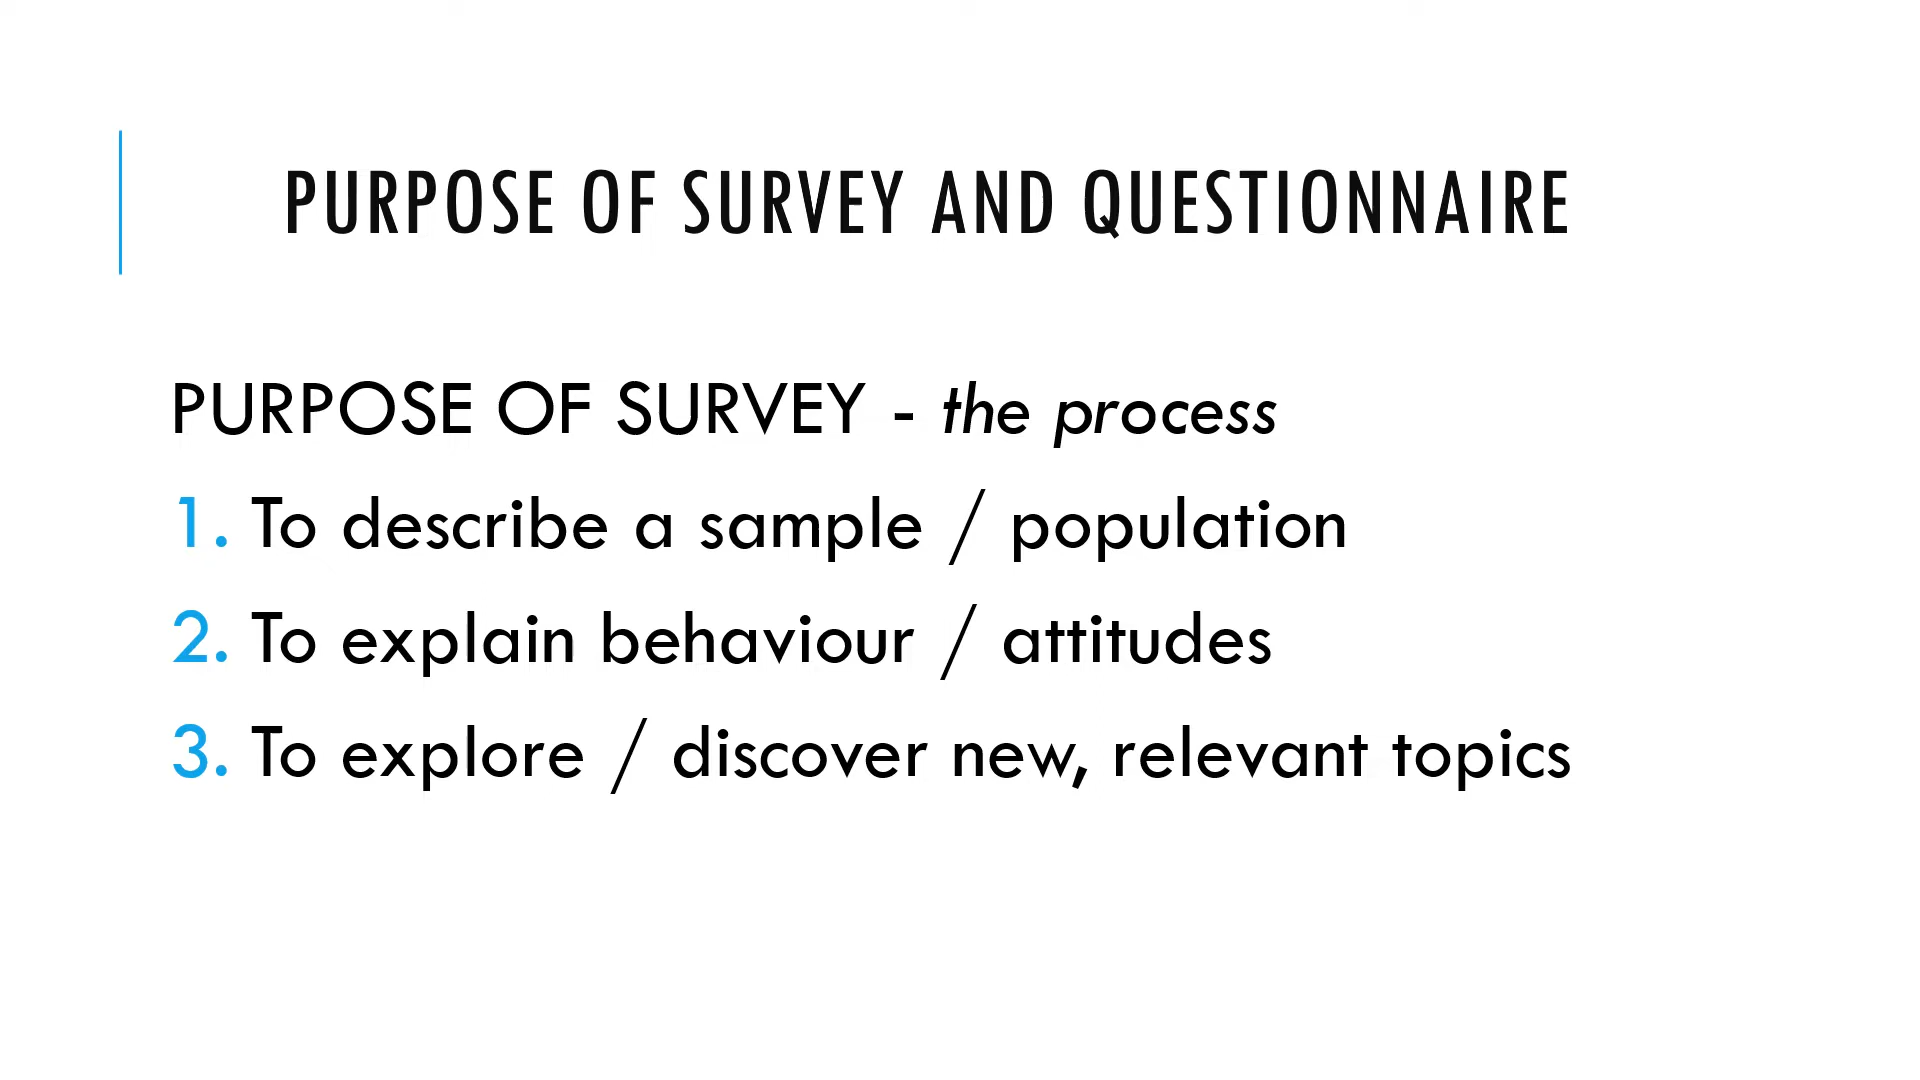 PURPOSE OF SURVEY AND QUESTIONNAIRE
PURPOSE OF SURVEY - the process
1. To describe a sample / population
2. To explain behaviour / attitudes
3. To explore / discover new, relevant topics